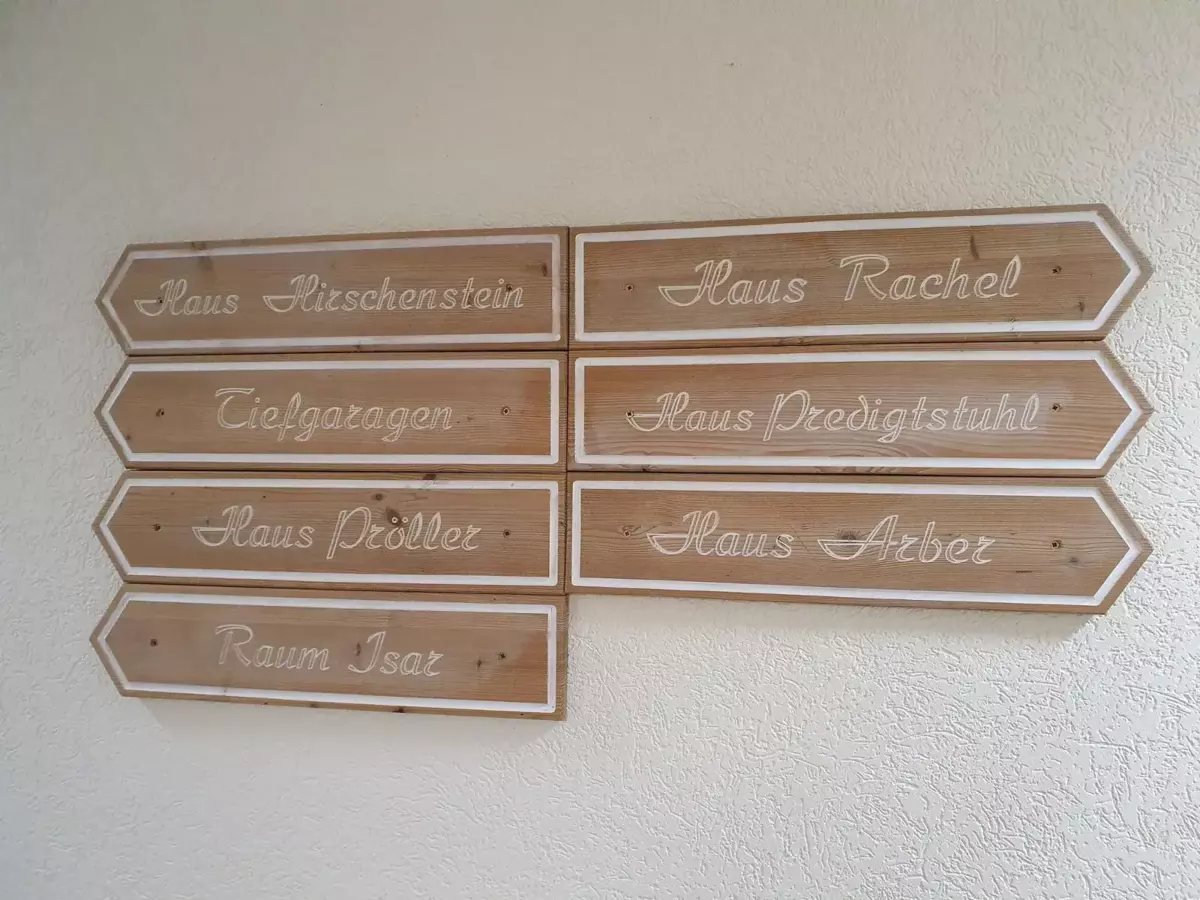 Haus Hirschenstein
Tiefgaragen
Haus Pröller
Raum Isar
Haus Rachel
Haus Predigtstuhl
Haus Arber